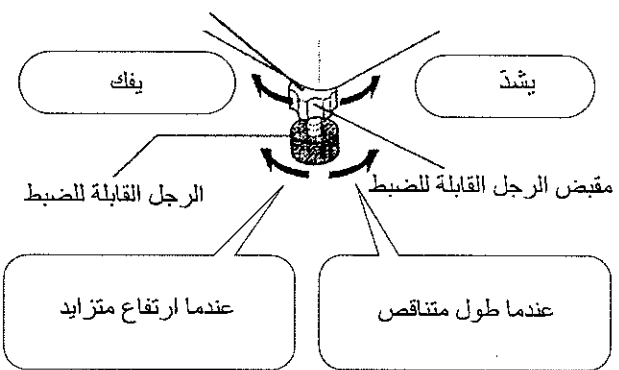 يشدّ
يفك
مقبض الرجل القابلة للضبط
الرجل القابلة للضبط
عندما طول متناقص
عندما ارتفاع متزايد